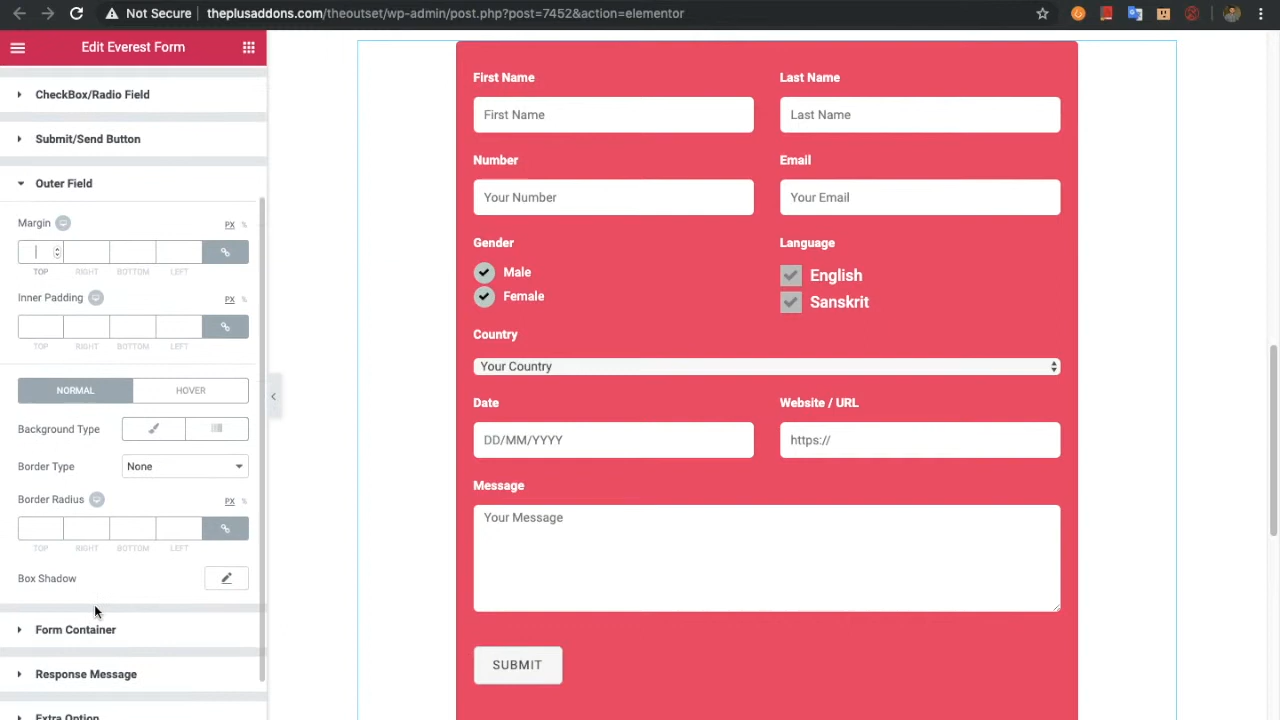 Not Secure theplusaddons.com/theoutset/wp-admin/post.php?post=7452&action=elementor
Edit Everest Form
CheckBox/Radio Field
Submit/Send Button
Outer Field
Margin PX %
TOP RIGHT BOTTOM LEFT
Inner Padding PX %
TOP RIGHT BOTTOM LEFT
NORMAL HOVER
Background Type
Border Type None
Border Radius PX %
TOP RIGHT BOTTOM LEFT
Box Shadow
Form Container
Response Message
Extra Option
First Name Last Name
First Name Last Name
Number Email
Your Number Your Email
Gender Language
Male English
Female Sanskrit
Country
Your Country
Date Website / URL
DD/MM/YYYY https://
Message
Your Message
SUBMIT